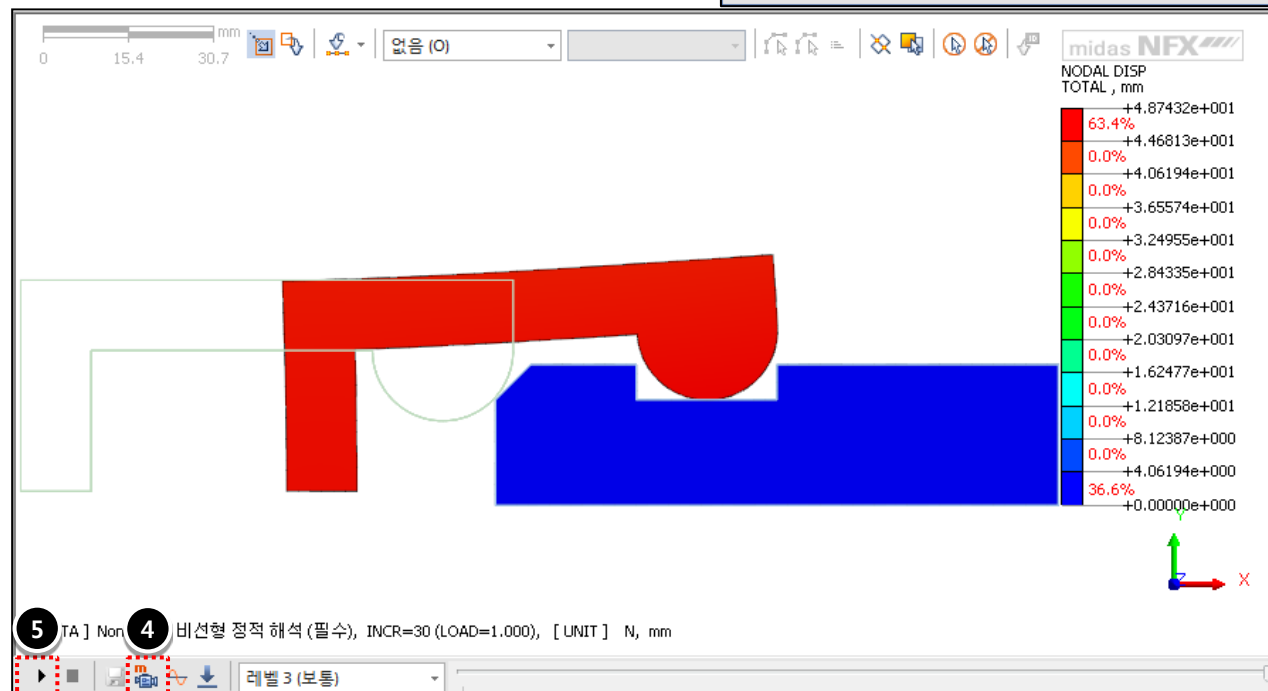 mm
0 15.4 30.7
없음 (0)
midas NFX
NODAL DISP
TOTAL , mm
+4.87432e+001
63.4%
+4.46813e+001
0.0%
+4.06194e+001
0.0%
+3.65574e+001
0.0%
+3.24955e+001
0.0%
+2.84335e+001
0.0%
+2.43716e+001
0.0%
+2.03097e+001
0.0%
+1.62477e+001
0.0%
+1.21858e+001
0.0%
+8.12387e+000
0.0%
+4.06194e+000
36.6%
+0.00000e+000
Y
Z X
5 TA ] Non 4 비선형 정적 해석 (필수), INCR=30 (LOAD=1.000), [ UNIT ] N, mm
레벨 3 (보통)